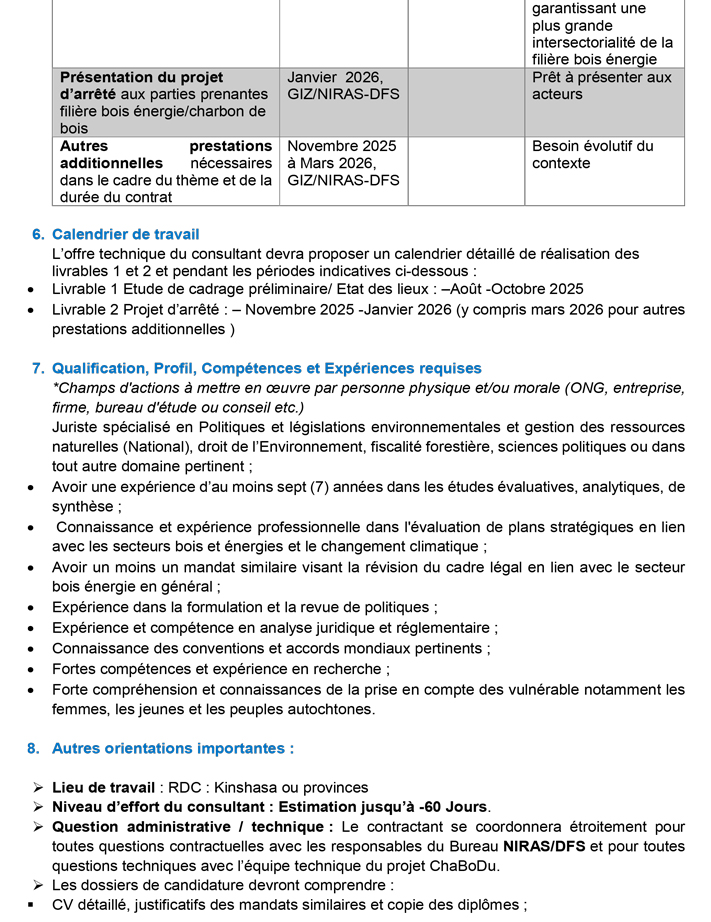 garantissant une
plus grande
intersectorialité de la
filière bois énergie
Présentation du projet
d'arrêté aux parties prenantes
filière bois énergie/charbon de
bois
Janvier 2026,
GIZ/NIRAS-DFS
Prêt à présenter aux
acteurs
Autres prestations
additionnelles nécessaires
dans le cadre du thème et de la
durée du contrat
Novembre 2025
à Mars 2026,
GIZ/NIRAS-DFS
Besoin évolutif du
contexte
6. Calendrier de travail
L'offre technique du consultant devra proposer un calendrier détaillé de réalisation des
livrables 1 et 2 et pendant les périodes indicatives ci-dessous :
• Livrable 1 Etude de cadrage préliminaire/ Etat des lieux : –Août -Octobre 2025
• Livrable 2 Projet d'arrêté : – Novembre 2025 -Janvier 2026 (y compris mars 2026 pour autres
prestations additionnelles )
7. Qualification, Profil, Compétences et Expériences requises
*Champs d'actions à mettre en œuvre par personne physique et/ou morale (ONG, entreprise,
firme, bureau d'étude ou conseil etc.)
Juriste spécialisé en Politiques et législations environnementales et gestion des ressources
naturelles (National), droit de l'Environnement, fiscalité forestière, sciences politiques ou dans
tout autre domaine pertinent ;
• Avoir une expérience d'au moins sept (7) années dans les études évaluatives, analytiques, de
synthèse ;
• Connaissance et expérience professionnelle dans l'évaluation de plans stratégiques en lien
avec les secteurs bois et énergies et le changement climatique ;
• Avoir un moins un mandat similaire visant la révision du cadre légal en lien avec le secteur
bois énergie en général ;
• Expérience dans la formulation et la revue de politiques ;
• Expérience et compétence en analyse juridique et réglementaire ;
• Connaissance des conventions et accords mondiaux pertinents ;
• Fortes compétences et expérience en recherche ;
• Forte compréhension et connaissances de la prise en compte des vulnérable notamment les
femmes, les jeunes et les peuples autochtones.
8. Autres orientations importantes :
➢ Lieu de travail : RDC : Kinshasa ou provinces
➢ Niveau d'effort du consultant : Estimation jusqu'à -60 Jours.
➢ Question administrative / technique : Le contractant se coordonnera étroitement pour
toutes questions contractuelles avec les responsables du Bureau NIRAS/DFS et pour toutes
questions techniques avec l'équipe technique du projet ChaBoDu.
➢ Les dossiers de candidature devront comprendre :
▪ CV détaillé, justificatifs des mandats similaires et copie des diplômes ;